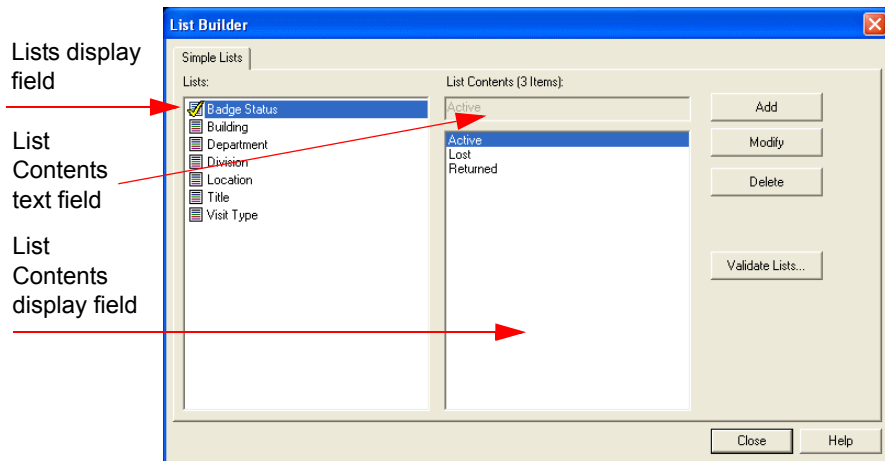 List Builder
Simple Lists
Lists display
field
List
Contents
text field
List
Contents
display field
Lists:
Badge Status
Building
Department
Division
Location
Title
Visit Type
List Contents (3 Items):
Active
Active
Lost
Returned
Add
Modify
Delete
Validate Lists...
Close
Help